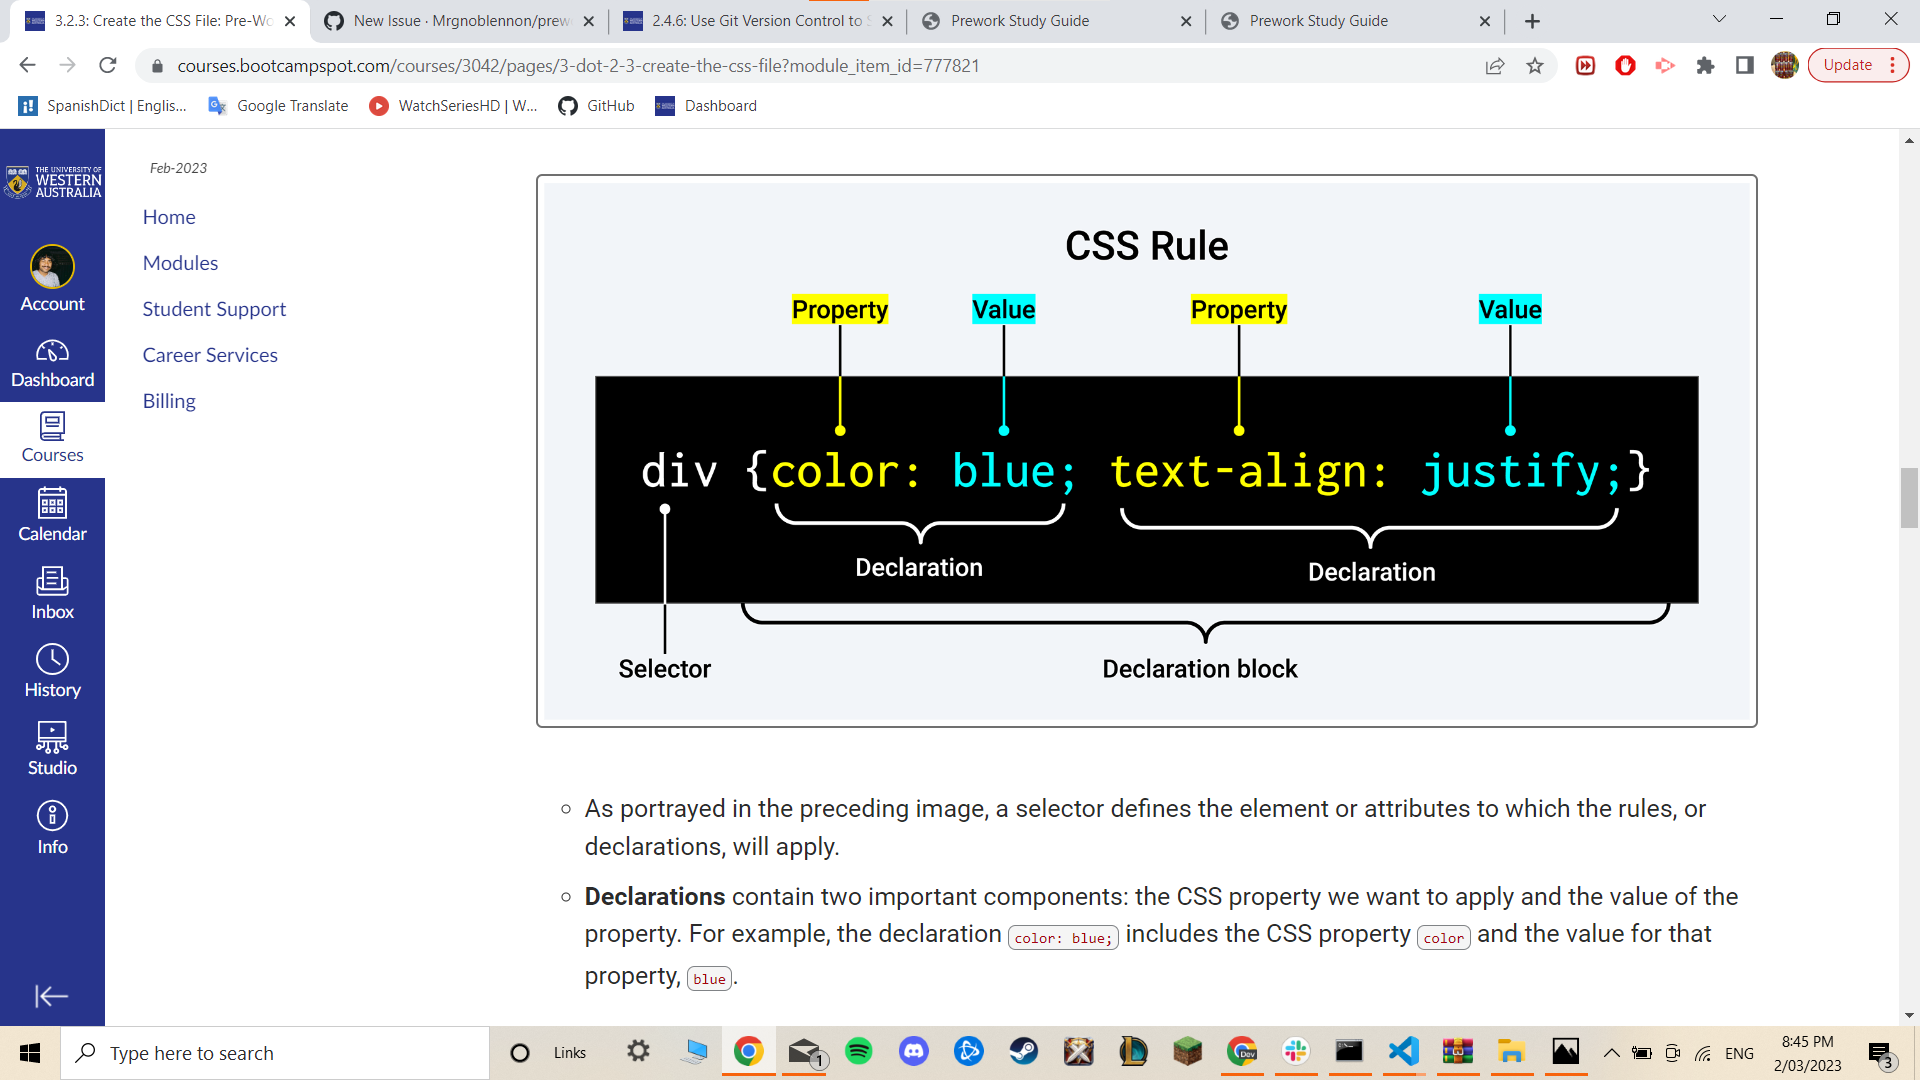 3.2.3: Create the CSS File: Pre-Wo
New Issue · Mrgnoblennon/prew
2.4.6: Use Git Version Control to S
Prework Study Guide
Prework Study Guide
courses.bootcampspot.com/courses/3042/pages/3-dot-2-3-create-the-css-file?module_item_id=777821
Update
SpanishDict | Englis...
Google Translate
WatchSeriesHD | W...
GitHub
Dashboard
THE UNIVERSITY OF
WESTERN
AUSTRALIA
Account
Dashboard
Courses
Calendar
Inbox
History
Studio
Info
Feb-2023
Home
Modules
Student Support
Career Services
Billing
CSS Rule
Property Value Property Value
div {color: blue; text-align: justify;}
Declaration Declaration
Selector Declaration block
As portrayed in the preceding image, a selector defines the element or attributes to which the rules, or
declarations, will apply.
Declarations contain two important components: the CSS property we want to apply and the value of the
property. For example, the declaration color: blue; includes the CSS property color and the value for that
property, blue.
Type here to search
Links
1
Dev
ENG
8:45 PM
2/03/2023
3